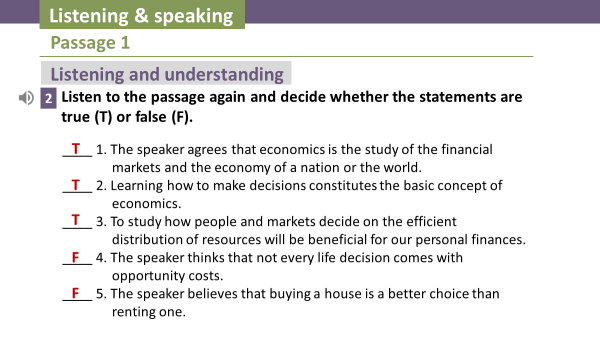 Listening & speaking
Passage 1
Listening and understanding
2 Listen to the passage again and decide whether the statements are
true (T) or false (F).
T 1. The speaker agrees that economics is the study of the financial
markets and the economy of a nation or the world.
T 2. Learning how to make decisions constitutes the basic concept of
economics.
T 3. To study how people and markets decide on the efficient
distribution of resources will be beneficial for our personal finances.
F 4. The speaker thinks that not every life decision comes with
opportunity costs.
F 5. The speaker believes that buying a house is a better choice than
renting one.